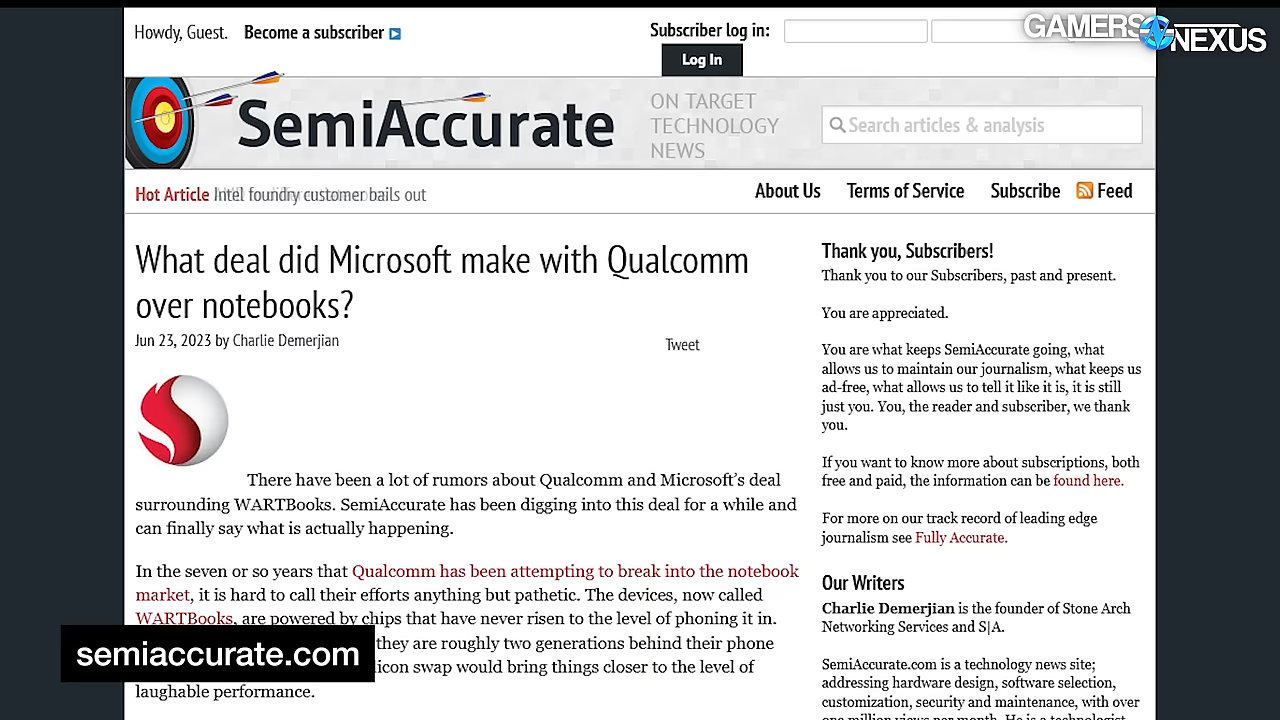 Howdy, Guest. Become a subscriber
Subscriber log in:
Log In
GAMERS NEXUS
SemiAccurate
ON TARGET
TECHNOLOGY
NEWS
Search articles & analysis
Hot Article Intel foundry customer bails out
About Us Terms of Service Subscribe Feed
What deal did Microsoft make with Qualcomm
over notebooks?
Jun 23, 2023 by Charlie Demerjian
Tweet
There have been a lot of rumors about Qualcomm and Microsoft's deal
surrounding WARTBooks. SemiAccurate has been digging into this deal for a while and
can finally say what is actually happening.
In the seven or so years that Qualcomm has been attempting to break into the notebook
market, it is hard to call their efforts anything but pathetic. The devices, now called
WARTBooks, are powered by chips that have never risen to the level of phoning it in.
they are roughly two generations behind their phone
swap would bring things closer to the level of
laughable performance.
semiaccurate.com
Thank you, Subscribers!
Thank you to our Subscribers, past and present.
You are appreciated.
You are what keeps SemiAccurate going, what
allows us to maintain our journalism, what keeps us
ad-free, what allows us to tell it like it is, it is still
just you. You, the reader and subscriber, we thank
you.
If you want to know more about subscriptions, both
free and paid, the information can be found here.
For more on our track record of leading edge
journalism see Fully Accurate.
Our Writers
Charlie Demerjian is the founder of Stone Arch
Networking Services and S|A.
SemiAccurate.com is a technology news site;
addressing hardware design, software selection,
customization, security and maintenance, with over
one million views per month. He is a technologist